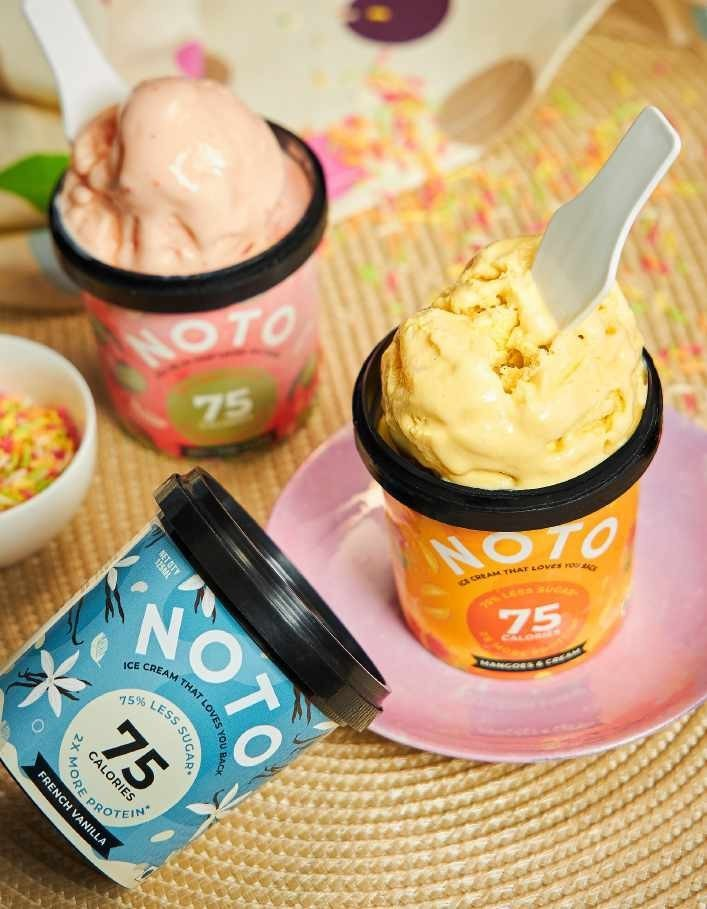 NOTO
75
NOTO
ICE CREAM THAT LOVES YOU BACK
75% LESS SUGAR*
75
CALORIES
MANGOES & CREAM
NET QTY
125ML
NOTO
ICE CREAM THAT LOVES YOU BACK
75% LESS SUGAR*
75
CALORIES
2X MORE PROTEIN*
FRENCH VANILLA